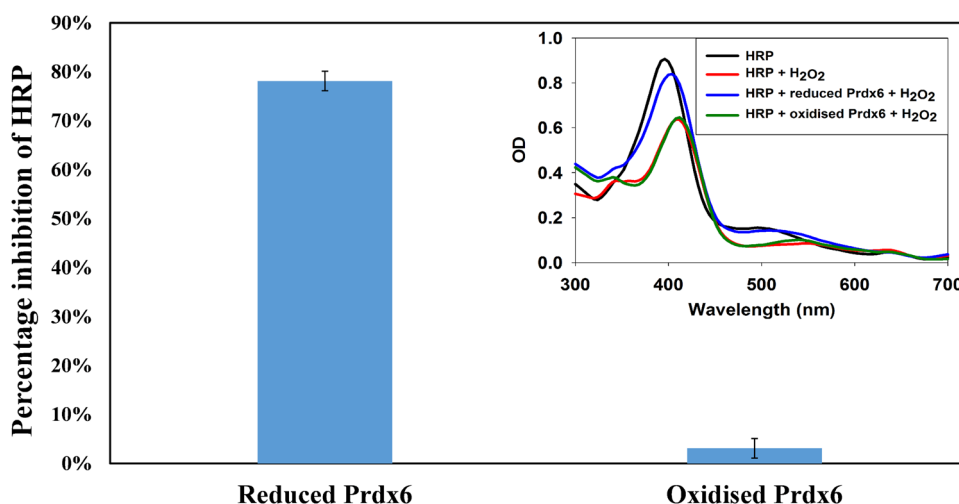 Percentage inhibition of HRP
90%
80%
70%
60%
50%
40%
30%
20%
10%
0%
Reduced Prdx6
Oxidised Prdx6
OD
1.0
0.8
0.6
0.4
0.2
0.0
HRP
HRP + H₂O₂
HRP + reduced Prdx6 + H₂O₂
HRP + oxidised Prdx6 + H₂O₂
300 400 500 600 700
Wavelength (nm)